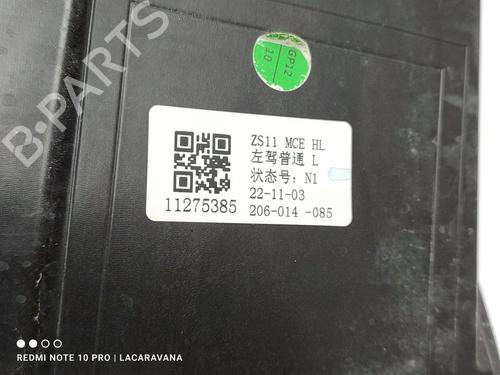 GP12
10
ZS11 MCE HL
左驾普通 L
状态号: N1
22-11-03
11275385
206-014 -085
B-PARTS
REDMI NOTE 10 PRO | LACARAVANA